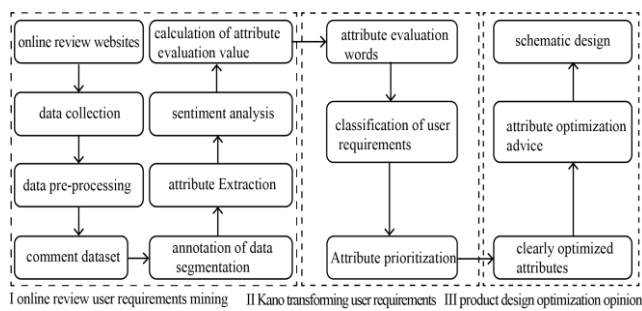 online review websites
data collection
data pre-processing
comment dataset
annotation of data
segmentation
attribute Extraction
sentiment analysis
calculation of attribute
evaluation value
attribute evaluation
words
classification of user
requirements
Attribute prioritization
clearly optimized
attributes
attribute optimization
advice
schematic design
I online review user requirements mining
II Kano transforming user requirements
III product design optimization opinion